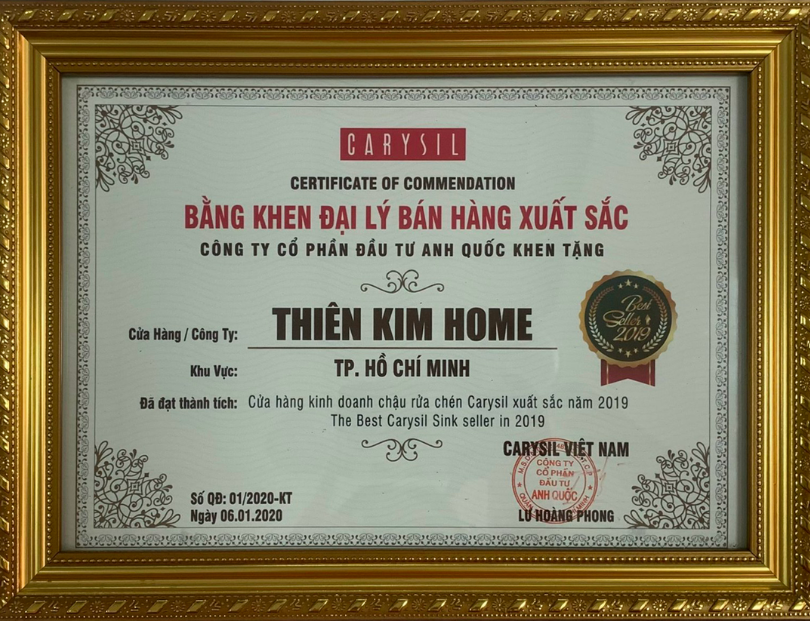 CARYSIL
CERTIFICATE OF COMMENDATION
BẰNG KHEN ĐẠI LÝ BÁN HÀNG XUẤT SẮC
CÔNG TY CỔ PHẦN ĐẦU TƯ ANH QUỐC KHEN TẶNG
Best
Seller
2019
Cửa Hàng / Công Ty: THIÊN KIM HOME
Khu Vực: TP. HỒ CHÍ MINH
Đã đạt thành tích: Cửa hàng kinh doanh chậu rửa chén Carysil xuất sắc năm 2019
The Best Carysil Sink seller in 2019
CARYSIL VIỆT NAM
CÔNG TY
CỔ PHẦN
ĐẦU TƯ
ANH QUỐC
LƯ HOÀNG PHONG
Số QĐ: 01/2020-KT
Ngày 06.01.2020